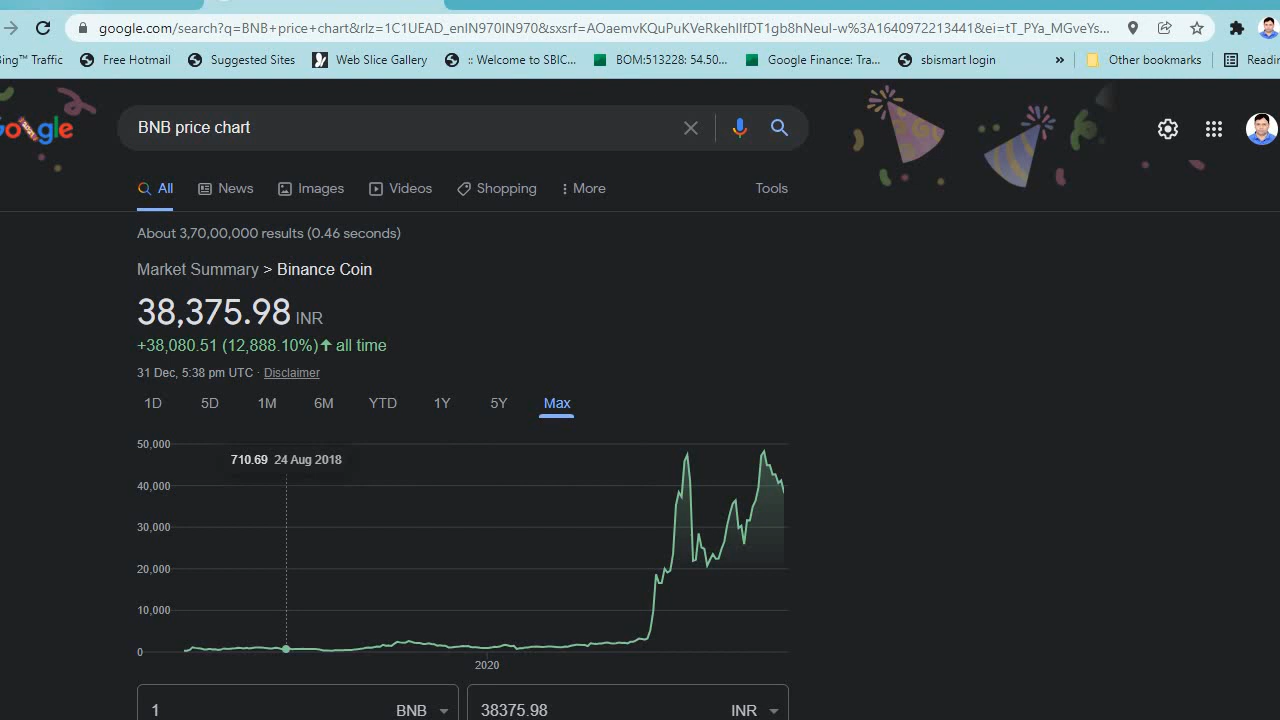 google.com/search?q=BNB+price+chart&rlz=1C1UEAD_enIN970IN970&sxsrf=AOaemvKQuPuKVeRkehIlfDT1gb8hNeuI-w%3A1640972213441&ei=tT_PYa_MGveYs...
ing™ Traffic Free Hotmail Suggested Sites Web Slice Gallery :: Welcome to SBIC... BOM:513228: 54.50... Google Finance: Tra... sbismart login » Other bookmarks Readin
Google
BNB price chart
All News Images Videos Shopping More Tools
About 3,70,00,000 results (0.46 seconds)
Market Summary > Binance Coin
38,375.98 INR
+38,080.51 (12,888.10%) all time
31 Dec, 5:38 pm UTC · Disclaimer
1D 5D 1M 6M YTD 1Y 5Y Max
50,000
710.69 24 Aug 2018
40,000
30,000
20,000
10,000
0
2020
1 BNB 38375.98 INR